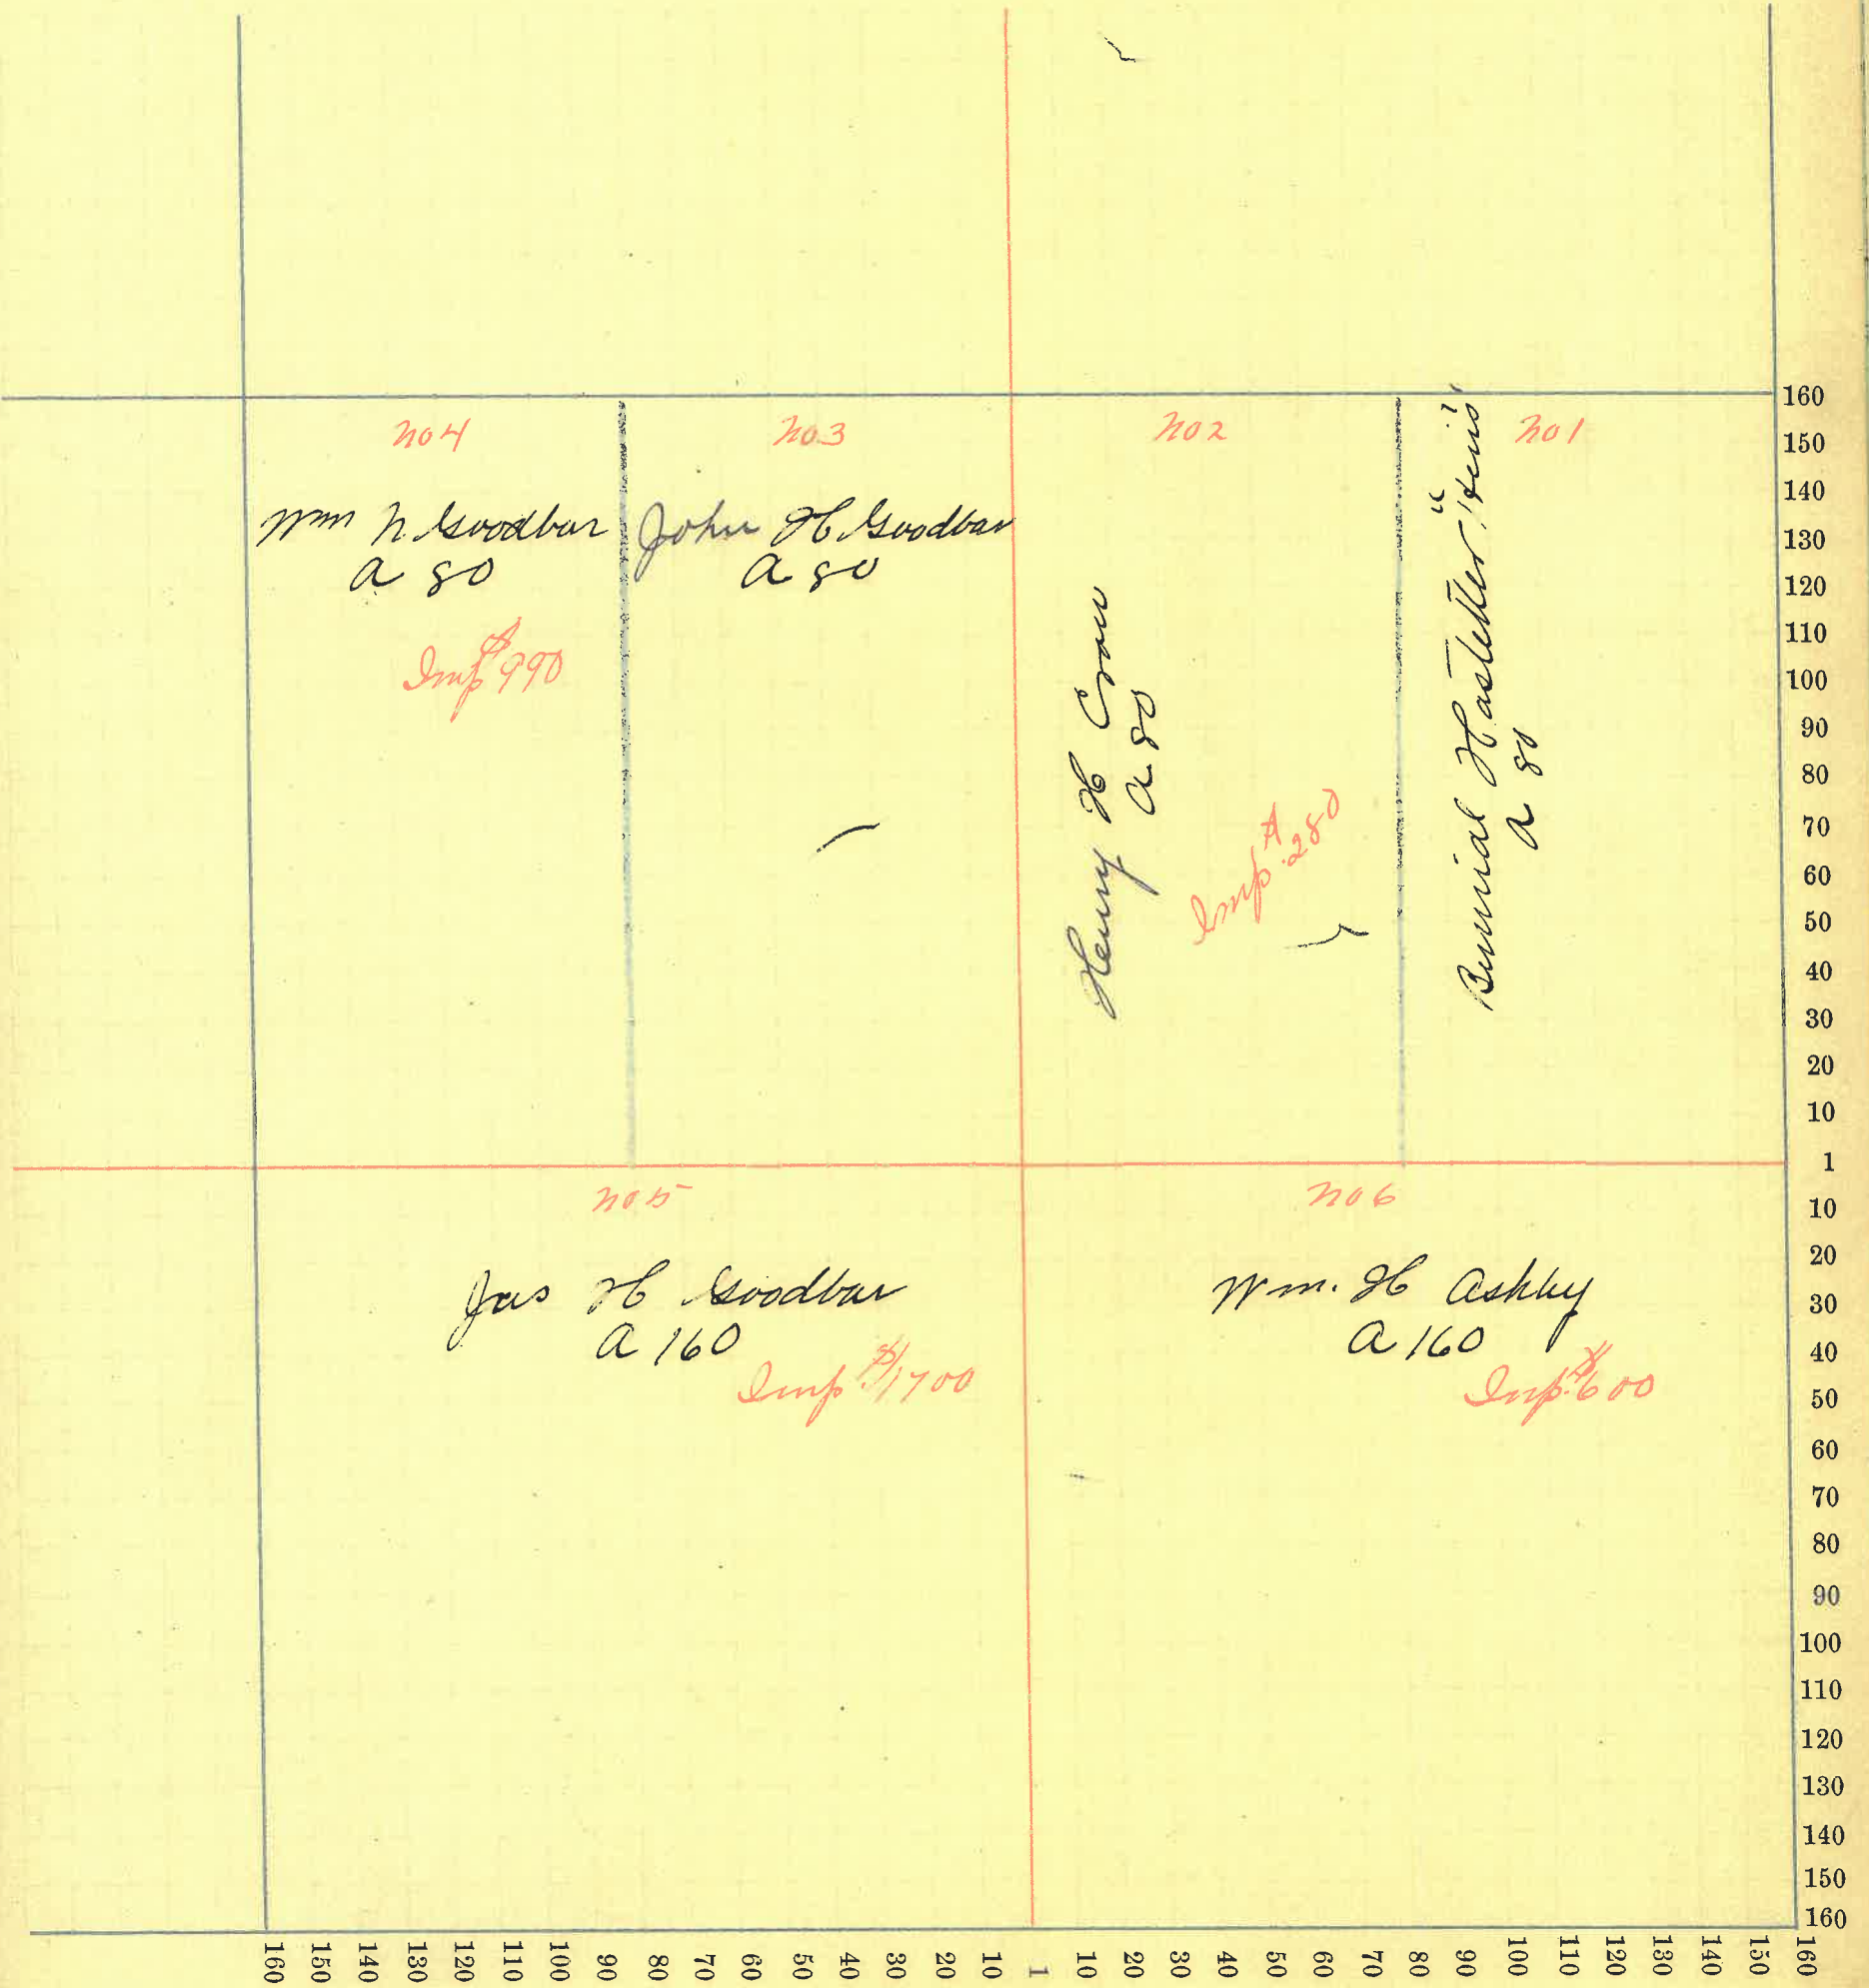 No 4
Wm N. Goodbar
A 80
Imp $990
No 3
John H Goodbar
A 80
No 2
Henry H Crow
A 80
Imp $280
No 1
A 80
No 5
Jas H Goodbar
A 160
Imp $1700
No 6
Wm. H Ashby
A 160
Imp. $600
160
150
140
130
120
110
100
90
80
70
60
50
40
30
20
10
1
10
20
30
40
50
60
70
80
90
100
110
120
130
140
150
160
160 150 140 130 120 110 100 90 80 70 60 50 40 30 20 10 1 10 20 30 40 50 60 70 80 90 100 110 120 130 140 150 160